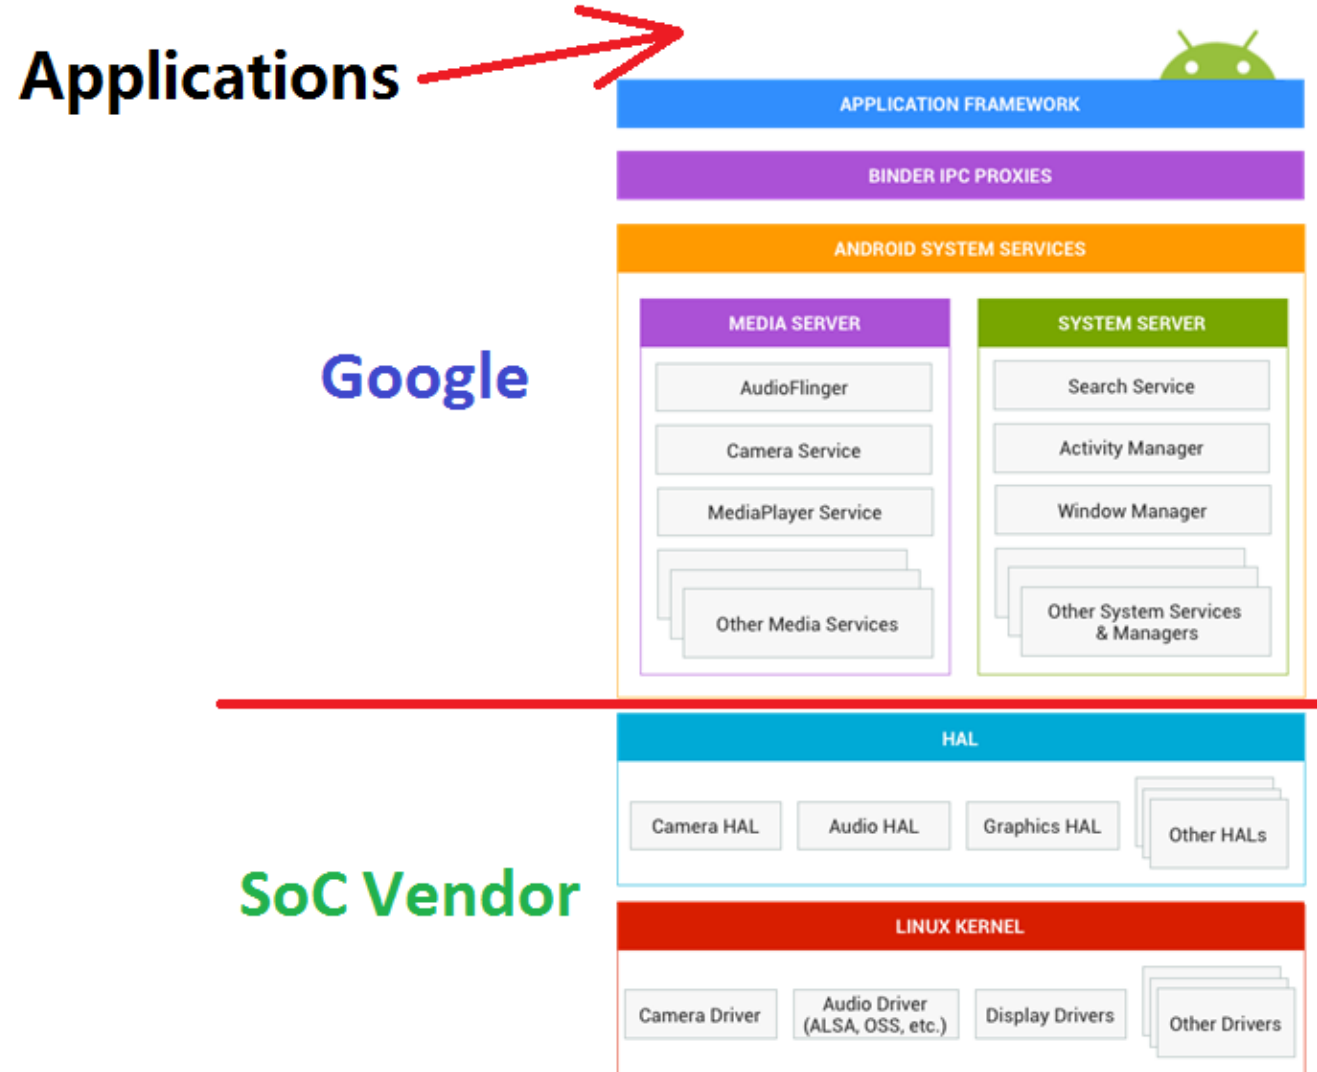 Applications
APPLICATION FRAMEWORK
BINDER IPC PROXIES
ANDROID SYSTEM SERVICES
Google
MEDIA SERVER
AudioFlinger
Camera Service
MediaPlayer Service
Other Media Services
SYSTEM SERVER
Search Service
Activity Manager
Window Manager
Other System Services
& Managers
SoC Vendor
HAL
Camera HAL
Audio HAL
Graphics HAL
Other HALs
LINUX KERNEL
Camera Driver
Audio Driver
(ALSA, OSS, etc.)
Display Drivers
Other Drivers